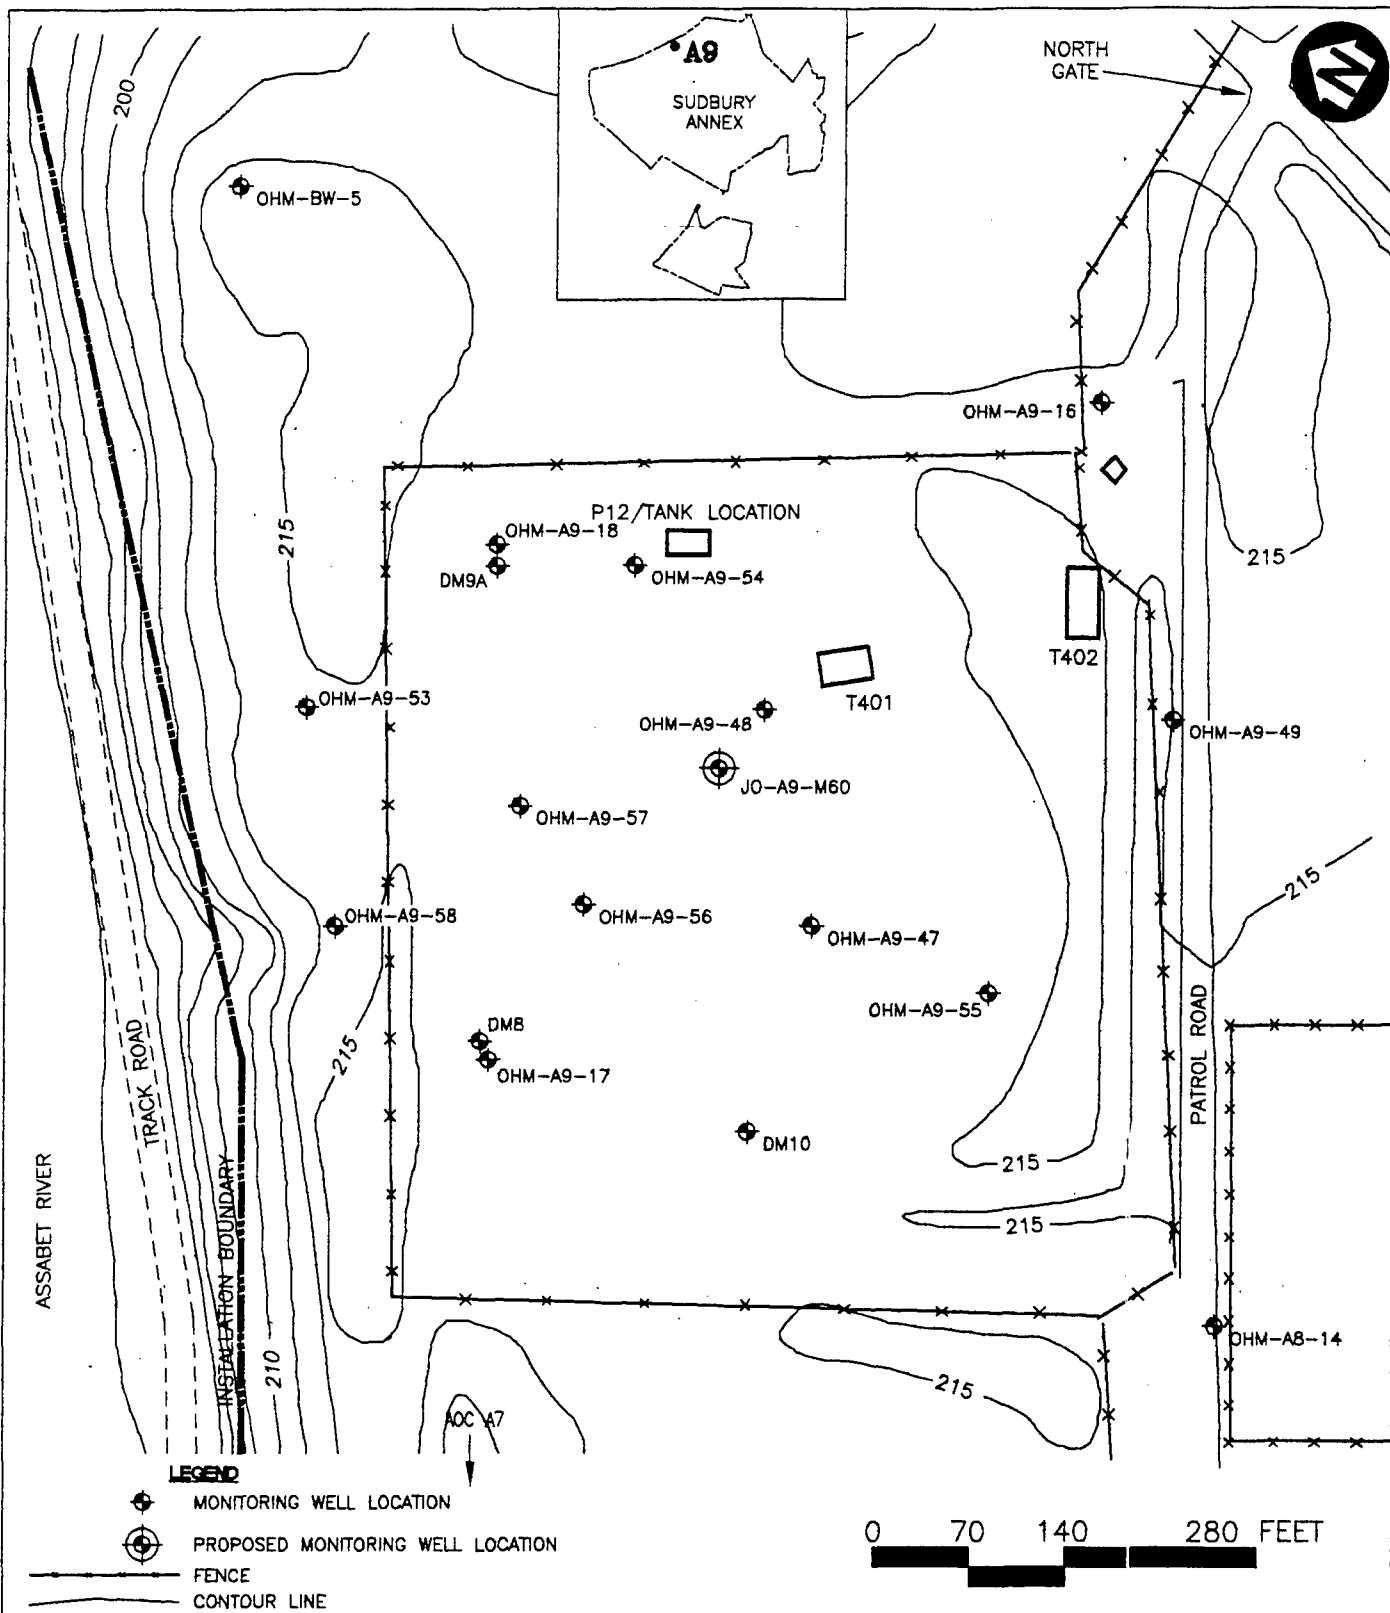 A9
SUDBURY
ANNEX
NORTH
GATE
N
200
OHM-BW-5
OHM-A9-16
215
P12/TANK LOCATION
OHM-A9-18
DM9A
OHM-A9-54
215
T402
T401
OHM-A9-53
OHM-A9-48
OHM-A9-49
JO-A9-M60
OHM-A9-57
215
OHM-A9-58
OHM-A9-56
OHM-A9-47
OHM-A9-55
PATROL ROAD
DM8
OHM-A9-17
215
TRACK ROAD
DM10
215
ASSABET RIVER
INSTALLATION BOUNDARY
215
210
OHM-A8-14
215
AOC A7
LEGEND
MONITORING WELL LOCATION
PROPOSED MONITORING WELL LOCATION
FENCE
CONTOUR LINE
0 70 140 280 FEET